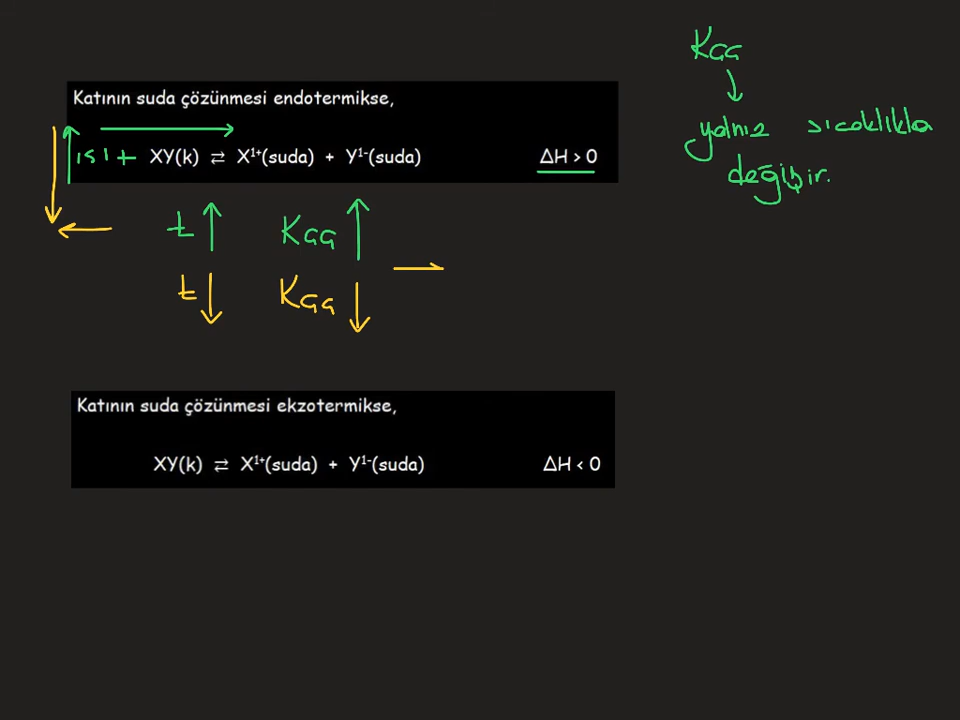 Kçç
yalnız sıcaklıkla
değişir.
Katının suda çözünmesi endotermikse,
ısı + XY(k) ⇄ X¹⁺(suda) + Y¹⁻(suda) ΔH > 0
t↑ Kçç↑
t↓ Kçç↓ →
Katının suda çözünmesi ekzotermikse,
XY(k) ⇄ X¹⁺(suda) + Y¹⁻(suda) ΔH < 0